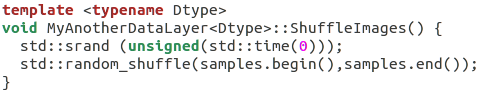 template <typename Dtype>
void MyAnotherDataLayer<Dtype>::ShuffleImages() {
  std::srand (unsigned(std::time(0)));
  std::random_shuffle(samples.begin(),samples.end());
}